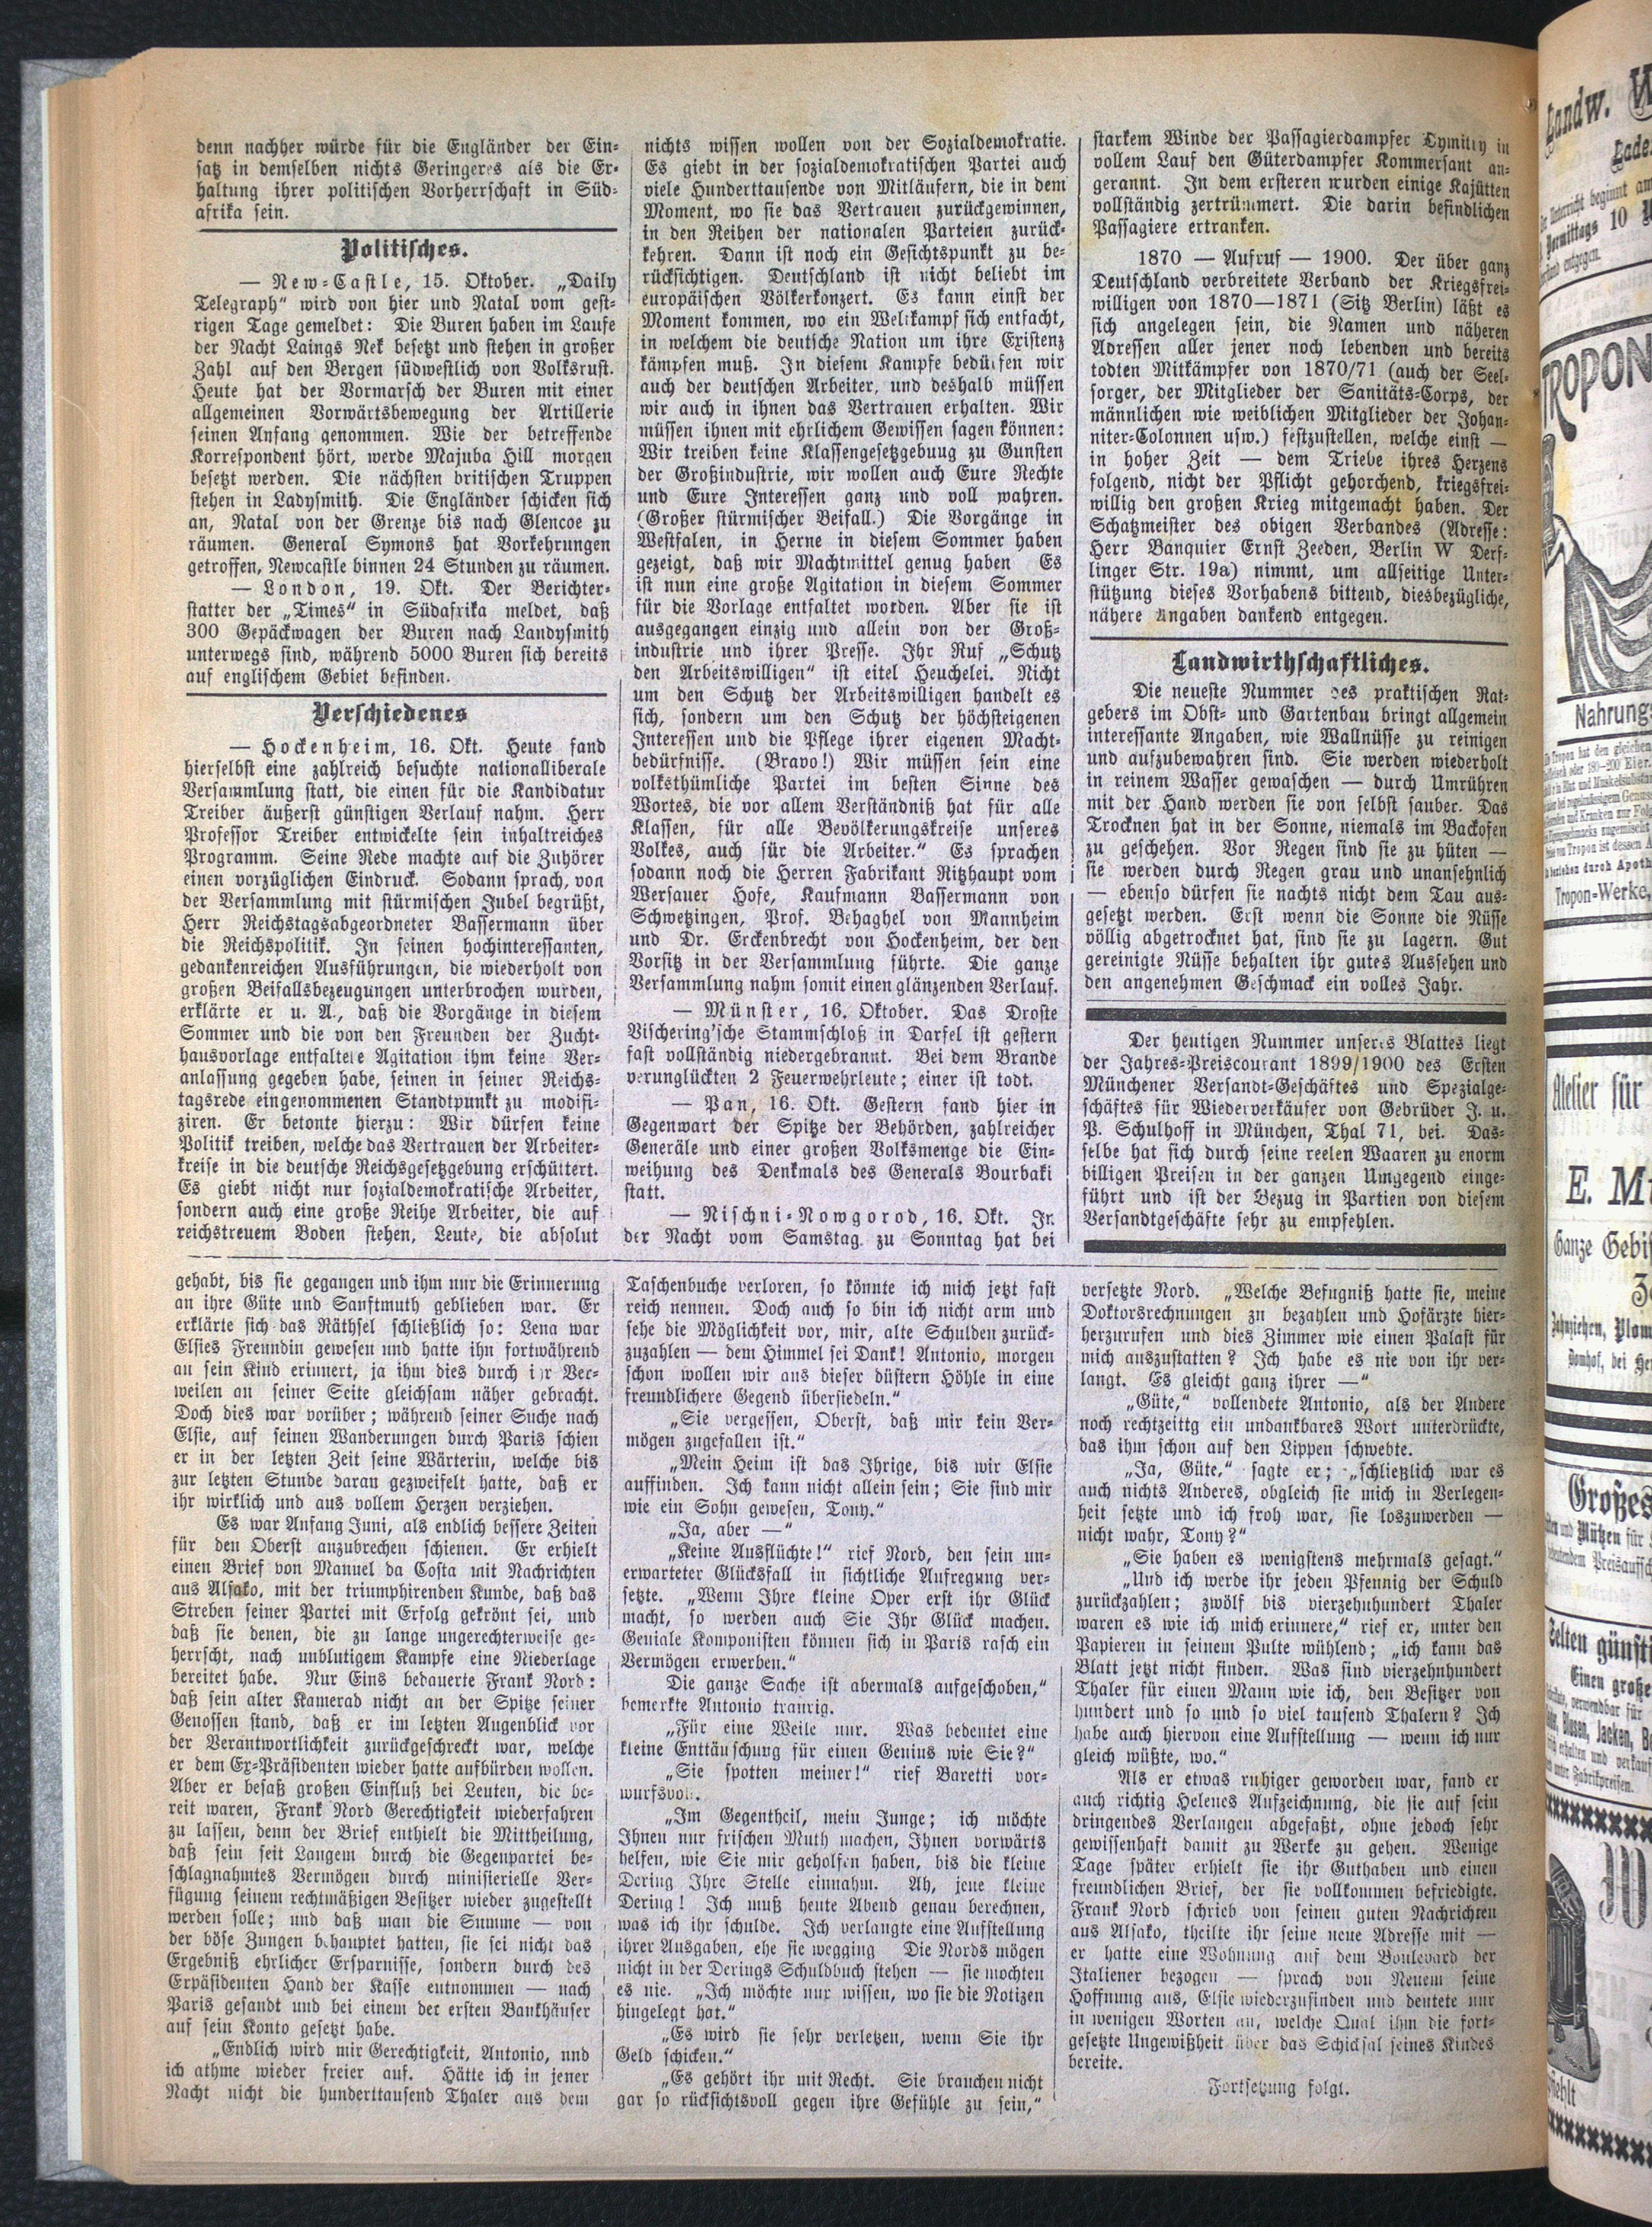 denn nachher würde für die Engländer der Ein-
satz in demselben nichts Geringeres als die Er-
haltung ihrer politischen Vorherrschaft in Süd-
afrika sein.
Politisches.
— New-Castle, 15. Oktober. „Daily
Telegraph“ wird von hier und Natal vom gest-
rigen Tage gemeldet: Die Buren haben im Laufe
der Nacht Laings Nek besetzt und stehen in großer
Zahl auf den Bergen südwestlich von Volksrust.
Heute hat der Vormarsch der Buren mit einer
allgemeinen Vorwärtsbewegung der Artillerie
seinen Anfang genommen. Wie der betreffende
Korrespondent hört, werde Majuba Hill morgen
besetzt werden. Die nächsten britischen Truppen
stehen in Ladysmith. Die Engländer schicken sich
an, Natal von der Grenze bis nach Glencoe zu
räumen. General Symons hat Vorkehrungen
getroffen, Newcastle binnen 24 Stunden zu räumen.
— London, 19. Okt. Der Berichter-
statter der „Times“ in Südafrika meldet, daß
300 Gepäckwagen der Buren nach Landysmith
unterwegs sind, während 5000 Buren sich bereits
auf englischem Gebiet befinden.
Verschiedenes
— Hockenheim, 16. Okt. Heute fand
hierselbst eine zahlreich besuchte nationalliberale
Versammlung statt, die einen für die Kandidatur
Treiber äußerst günstigen Verlauf nahm. Herr
Professor Treiber entwickelte sein inhaltreiches
Programm. Seine Rede machte auf die Zuhörer
einen vorzüglichen Eindruck. Sodann sprach, von
der Versammlung mit stürmischen Jubel begrüßt,
Herr Reichstagsabgeordneter Bassermann über
die Reichspolitik. In seinen hochinteressanten,
gedankenreichen Ausführungen, die wiederholt von
großen Beifallsbezeugungen unterbrochen wurden,
erklärte er u. A., daß die Vorgänge in diesem
Sommer und die von den Freunden der Zucht-
hausvorlage entfaltete Agitation ihm keine Ver-
anlassung gegeben habe, seinen in seiner Reichs-
tagsrede eingenommenen Standtpunkt zu modifi-
ziren. Er betonte hierzu: Wir dürfen keine
Politik treiben, welche das Vertrauen der Arbeiter-
kreise in die deutsche Reichsgesetzgebung erschüttert.
Es giebt nicht nur sozialdemokratische Arbeiter,
sondern auch eine große Reihe Arbeiter, die auf
reichstreuem Boden stehen, Leute, die absolut
nichts wissen wollen von der Sozialdemokratie.
Es giebt in der sozialdemokratischen Partei auch
viele Hunderttausende von Mitläufern, die in dem
Moment, wo sie das Vertrauen zurückgewinnen,
in den Reihen der nationalen Parteien zurück-
kehren. Dann ist noch ein Gesichtspunkt zu be-
rücksichtigen. Deutschland ist nicht beliebt im
europäischen Völkerkonzert. Es kann einst der
Moment kommen, wo ein Weltkampf sich entfacht,
in welchem die deutsche Nation um ihre Existenz
kämpfen muß. In diesem Kampfe bedürfen wir
auch der deutschen Arbeiter, und deshalb müssen
wir auch in ihnen das Vertrauen erhalten. Wir
müssen ihnen mit ehrlichem Gewissen sagen können:
Wir treiben keine Klassengesetzgebuug zu Gunsten
der Großindustrie, wir wollen auch Eure Rechte
und Eure Interessen ganz und voll wahren.
(Großer stürmischer Beifall.) Die Vorgänge in
Westfalen, in Herne in diesem Sommer haben
gezeigt, daß wir Machtmittel genug haben Es
ist nun eine große Agitation in diesem Sommer
für die Vorlage entfaltet worden. Aber sie ist
ausgegangen einzig und allein von der Groß-
industrie und ihrer Presse. Ihr Ruf „Schutz
den Arbeitswilligen“ ist eitel Heuchelei. Nicht
um den Schutz der Arbeitswilligen handelt es
sich, sondern um den Schutz der höchsteigenen
Interessen und die Pflege ihrer eigenen Macht-
bedürfnisse. (Bravo!) Wir müssen sein eine
volksthümliche Partei im besten Sinne des
Wortes, die vor allem Verständniß hat für alle
Klassen, für alle Bevölkerungskreise unseres
Volkes, auch für die Arbeiter.“ Es sprachen
sodann noch die Herren Fabrikant Ritzhaupt vom
Wersauer Hofe, Kaufmann Bassermann von
Schwetzingen, Prof. Behaghel von Mannheim
und Dr. Erckenbrecht von Hockenheim, der den
Vorsitz in der Versammlung führte. Die ganze
Versammlung nahm somit einen glänzenden Verlauf.
— Münster, 16. Oktober. Das Droste
Vischering'sche Stammschloß in Darfel ist gestern
fast vollständig niedergebrannt. Bei dem Brande
verunglückten 2 Feuerwehrleute; einer ist todt.
— Pau, 16. Okt. Gestern fand hier in
Gegenwart der Spitze der Behörden, zahlreicher
Generäle und einer großen Volksmenge die Ein-
weihung des Denkmals des Generals Bourbaki
statt.
— Nischni-Nowgorod, 16. Okt. In
der Nacht vom Samstag zu Sonntag hat bei
starkem Winde der Passagierdampfer Dymitry in
vollem Lauf den Güterdampfer Kommersant an-
gerannt. In dem ersteren wurden einige Kajütten
vollständig zertrümmert. Die darin befindlichen
Passagiere ertranken.
1870 — Aufruf — 1900. Der über ganz
Deutschland verbreitete Verband der Kriegsfrei-
willigen von 1870—1871 (Sitz Berlin) läßt es
sich angelegen sein, die Namen und näheren
Adressen aller jener noch lebenden und bereits
todten Mitkämpfer von 1870/71 (auch der Seel-
sorger, der Mitglieder der Sanitäts-Corps, der
männlichen wie weiblichen Mitglieder der Johan-
niter-Colonnen usw.) festzustellen, welche einst —
in hoher Zeit — dem Triebe ihres Herzens
folgend, nicht der Pflicht gehorchend, kriegsfrei-
willig den großen Krieg mitgemacht haben. Der
Schatzmeister des obigen Verbandes (Adresse:
Herr Banquier Ernst Zeeden, Berlin W Derf-
linger Str. 19a) nimmt, um allseitige Unter-
stützung dieses Vorhabens bittend, diesbezügliche,
nähere Angaben dankend entgegen.
Landwirthschaftliches.
Die neueste Nummer des praktischen Rat-
gebers im Obst- und Gartenbau bringt allgemein
interessante Angaben, wie Wallnüsse zu reinigen
und aufzubewahren sind. Sie werden wiederholt
in reinem Wasser gewaschen — durch Umrühren
mit der Hand werden sie von selbst sauber. Das
Trocknen hat in der Sonne, niemals im Backofen
zu geschehen. Vor Regen sind sie zu hüten —
sie werden durch Regen grau und unansehnlich
— ebenso dürfen sie nachts nicht dem Tau aus-
gesetzt werden. Erst wenn die Sonne die Nüsse
völlig abgetrocknet hat, sind sie zu lagern. Gut
gereinigte Nüsse behalten ihr gutes Aussehen und
den angenehmen Geschmack ein volles Jahr.
Der heutigen Nummer unseres Blattes liegt
der Jahres-Preiscourant 1899/1900 des Ersten
Münchener Versandt-Geschäftes und Spezialge-
schäftes für Wiederverkäufer von Gebrüder J. u.
P. Schulhoff in München, Thal 71, bei. Das-
selbe hat sich durch seine reelen Waaren zu enorm
billigen Preisen in der ganzen Umgegend einge-
führt und ist der Bezug in Partien von diesem
Versandtgeschäfte sehr zu empfehlen.
gehabt, bis sie gegangen und ihm nur die Erinnerung
an ihre Güte und Sanftmuth geblieben war. Er
erklärte sich das Räthsel schließlich so: Lena war
Elsies Freundin gewesen und hatte ihn fortwährend
an sein Kind erinnert, ja ihm dies durch ihr Ver-
weilen an seiner Seite gleichsam näher gebracht.
Doch dies war vorüber; während seiner Suche nach
Elsie, auf seinen Wanderungen durch Paris schien
er in der letzten Zeit seine Wärterin, welche bis
zur letzten Stunde daran gezweifelt hatte, daß er
ihr wirklich und aus vollem Herzen verziehen.
Es war Anfang Juni, als endlich bessere Zeiten
für den Oberst anzubrechen schienen. Er erhielt
einen Brief von Manuel da Costa mit Nachrichten
aus Alsako, mit der triumphirenden Kunde, daß das
Streben seiner Partei mit Erfolg gekrönt sei, und
daß sie denen, die zu lange ungerechterweise ge-
herrscht, nach unblutigem Kampfe eine Niederlage
bereitet habe. Nur Eins bedauerte Frank Nord:
daß sein alter Kamerad nicht an der Spitze seiner
Genossen stand, daß er im letzten Augenblick vor
der Verantwortlichkeit zurückgeschreckt war, welche
er dem Ex-Präsidenten wieder hatte aufbürden wollen.
Aber er besaß großen Einfluß bei Leuten, die be-
reit waren, Frank Nord Gerechtigkeit wiederfahren
zu lassen, denn der Brief enthielt die Mittheilung,
daß sein seit Langem durch die Gegenpartei be-
schlagnahmtes Vermögen durch ministerielle Ver-
fügung seinem rechtmäßigen Besitzer wieder zugestellt
werden solle; und daß man die Summe — von
der böse Zungen behauptet hatten, sie sei nicht das
Ergebniß ehrlicher Ersparnisse, sondern durch des
Erpäsidenten Hand der Kasse entnommen — nach
Paris gesandt und bei einem der ersten Bankhäuser
auf sein Konto gesetzt habe.
„Endlich wird mir Gerechtigkeit, Antonio, und
ich athme wieder freier auf. Hätte ich in jener
Nacht nicht die hunderttausend Thaler aus dem
Taschenbuche verloren, so könnte ich mich jetzt fast
reich nennen. Doch auch so bin ich nicht arm und
sehe die Möglichkeit vor, mir, alte Schulden zurück-
zuzahlen — dem Himmel sei Dank! Antonio, morgen
schon wollen wir aus dieser düstern Höhle in eine
freundlichere Gegend übersiedeln.“
„Sie vergessen, Oberst, daß mir kein Ver-
mögen zugefallen ist.“
„Mein Heim ist das Ihrige, bis wir Elsie
auffinden. Ich kann nicht allein sein; Sie sind mir
wie ein Sohn gewesen, Tony.“
„Ja, aber —“
„Keine Ausflüchte!“ rief Nord, den sein un-
erwarteter Glücksfall in sichtliche Aufregung ver-
setzte. „Wenn Ihre kleine Oper erst ihr Glück
macht, so werden auch Sie Ihr Glück machen.
Geniale Komponisten können sich in Paris rasch ein
Vermögen erwerben.“
Die ganze Sache ist abermals aufgeschoben,“
bemerkte Antonio traurig.
„Für eine Weile nur. Was bedeutet eine
kleine Enttäuschung für einen Genius wie Sie?“
„Sie spotten meiner!“ rief Baretti vor-
wurfsvoll.
„Im Gegentheil, mein Junge; ich möchte
Ihnen nur frischen Muth machen, Ihnen vorwärts
helfen, wie Sie mir geholfen haben, bis die kleine
Dering Ihre Stelle einnahm. Ah, jene kleine
Dering! Ich muß heute Abend genau berechnen,
was ich ihr schulde. Ich verlangte eine Aufstellung
ihrer Ausgaben, ehe sie wegging Die Nords mögen
nicht in der Derings Schuldbuch stehen — sie mochten
es nie. „Ich möchte nur wissen, wo sie die Notizen
hingelegt hat.“
„Es wird sie sehr verletzen, wenn Sie ihr
Geld schicken.“
„Es gehört ihr mit Recht. Sie brauchen nicht
gar so rücksichtsvoll gegen ihre Gefühle zu sein,“
versetzte Nord. „Welche Befugniß hatte sie, meine
Doktorsrechnungen zu bezahlen und Hofärzte hier-
herzurufen und dies Zimmer wie einen Palast für
mich auszustatten? Ich habe es nie von ihr ver-
langt. Es gleicht ganz ihrer —“
„Güte,“ vollendete Antonio, als der Andere
noch rechtzeittg ein undankbares Wort unterdrückte,
das ihm schon auf den Lippen schwebte.
„Ja, Güte,“ sagte er; „schließlich war es
auch nichts Anderes, obgleich sie mich in Verlegen-
heit setzte und ich froh war, sie loszuwerden —
nicht wahr, Tony?“
„Sie haben es wenigstens mehrmals gesagt.“
„Und ich werde ihr jeden Pfennig der Schuld
zurückzahlen; zwölf bis vierzehnhundert Thaler
waren es wie ich mich erinnere,“ rief er, unter den
Papieren in seinem Pulte wühlend; „ich kann das
Blatt jetzt nicht finden. Was sind vierzehnhundert
Thaler für einen Mann wie ich, den Besitzer von
hundert und so und so viel tausend Thalern? Ich
habe auch hiervon eine Aufstellung — wenn ich nur
gleich wüßte, wo.“
Als er etwas ruhiger geworden war, fand er
auch richtig Helenes Aufzeichnung, die sie auf sein
dringendes Verlangen abgefaßt, ohne jedoch sehr
gewissenhaft damit zu Werke zu gehen. Wenige
Tage später erhielt sie ihr Guthaben und einen
freundlichen Brief, der sie vollkommen befriedigte.
Frank Nord schrieb von seinen guten Nachrichten
aus Alsako, theilte ihr seine neue Adresse mit —
er hatte eine Wohnung auf dem Boulevard der
Italiener bezogen — sprach von Neuem seine
Hoffnung aus, Elsie wiederzufinden und deutete nur
in wenigen Worten an, welche Qual ihm die fort-
gesetzte Ungewißheit über das Schicksal seines Kindes
bereite.
Fortsetzung folgt.
Landw.
Der Unterricht beginnt am
Vormittags 10
entgegen.
TROPON
Nahrungs
Tropon hat den gleichen
Tropon-Werke,
Atelier für
E. M
Ganze Gebis
Zahnziehen, Plom
Domhof, bei He
Großes
und Mützen für
Selten günsti
Einen große
Blusen, Jacken,